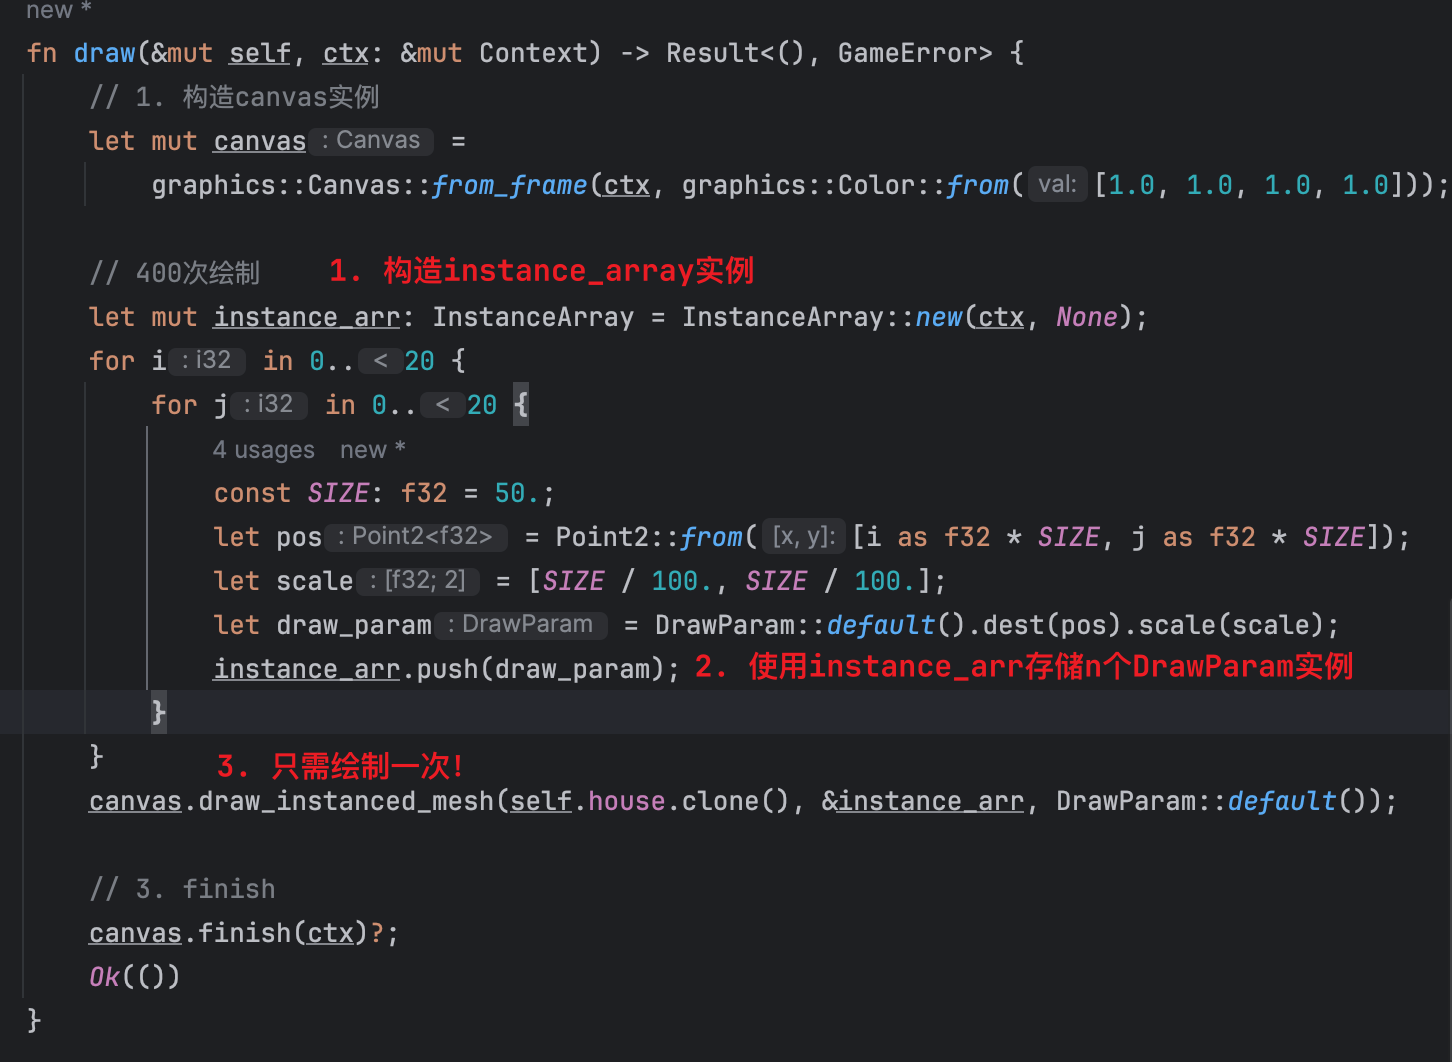 new *
fn draw(&mut self, ctx: &mut Context) -> Result<(), GameError> {
// 1. 构造canvas实例
let mut canvas : Canvas =
graphics::Canvas::from_frame(ctx, graphics::Color::from( val: [1.0, 1.0, 1.0, 1.0]));
// 400次绘制 1. 构造instance_array实例
let mut instance_arr: InstanceArray = InstanceArray::new(ctx, None);
for i : i32 in 0.. < 20 {
for j : i32 in 0.. < 20 {
4 usages new *
const SIZE: f32 = 50.;
let pos : Point2<f32> = Point2::from( [x, y]: [i as f32 * SIZE, j as f32 * SIZE]);
let scale : [f32; 2] = [SIZE / 100., SIZE / 100.];
let draw_param : DrawParam = DrawParam::default().dest(pos).scale(scale);
instance_arr.push(draw_param); 2. 使用instance_arr存储n个DrawParam实例
}
}
3. 只需绘制一次!
canvas.draw_instanced_mesh(self.house.clone(), &instance_arr, DrawParam::default());
// 3. finish
canvas.finish(ctx)?;
Ok(())
}